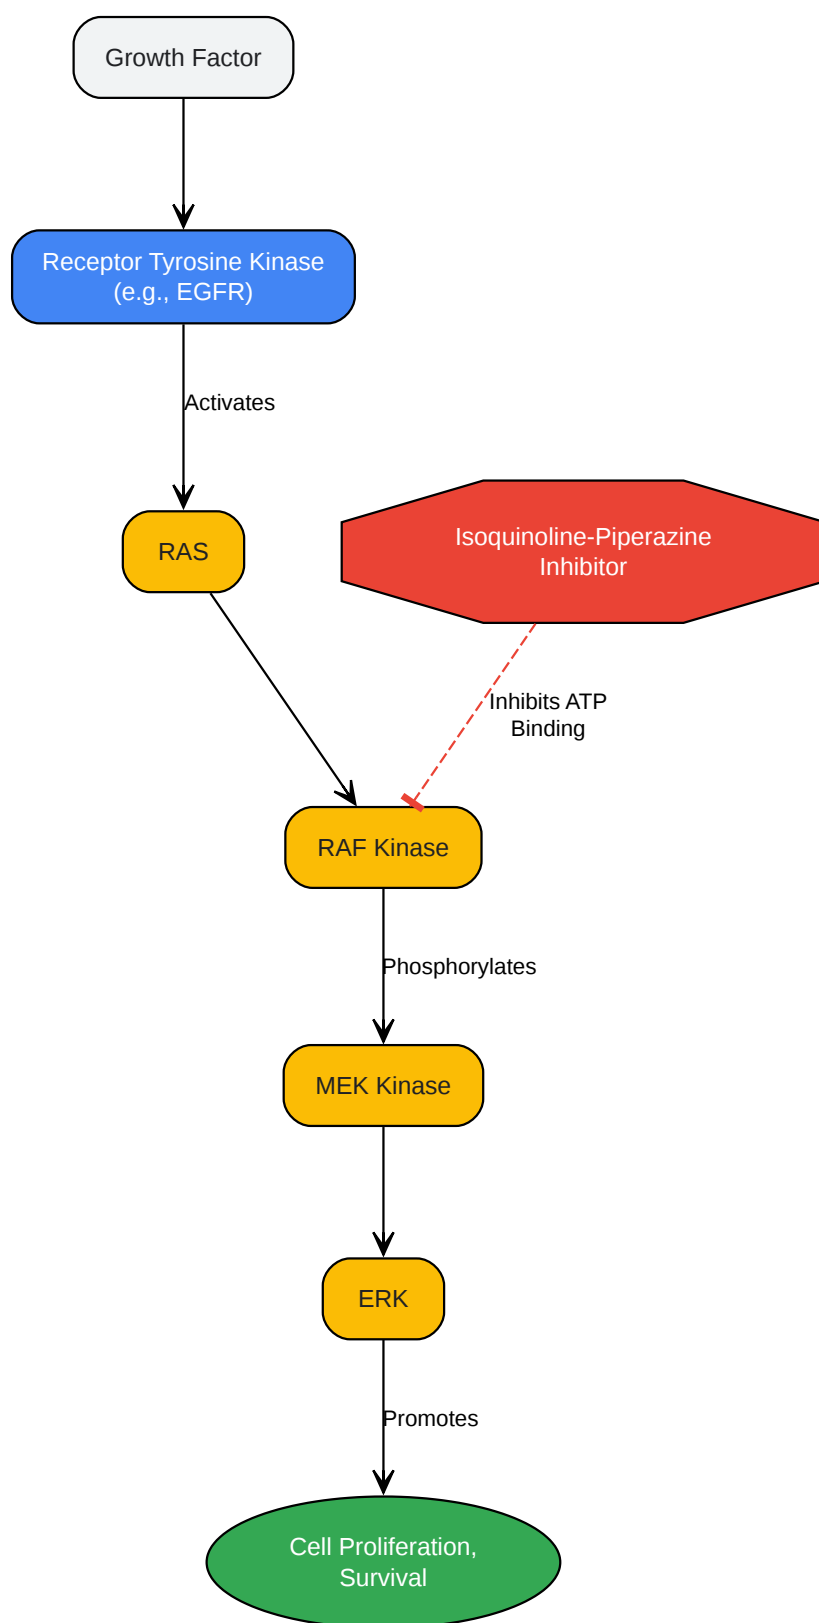 Growth Factor
Receptor Tyrosine Kinase
(e.g., EGFR)
Activates
RAS
Isoquinoline-Piperazine
Inhibitor
Inhibits ATP
Binding
RAF Kinase
Phosphorylates
MEK Kinase
ERK
Promotes
Cell Proliferation,
Survival